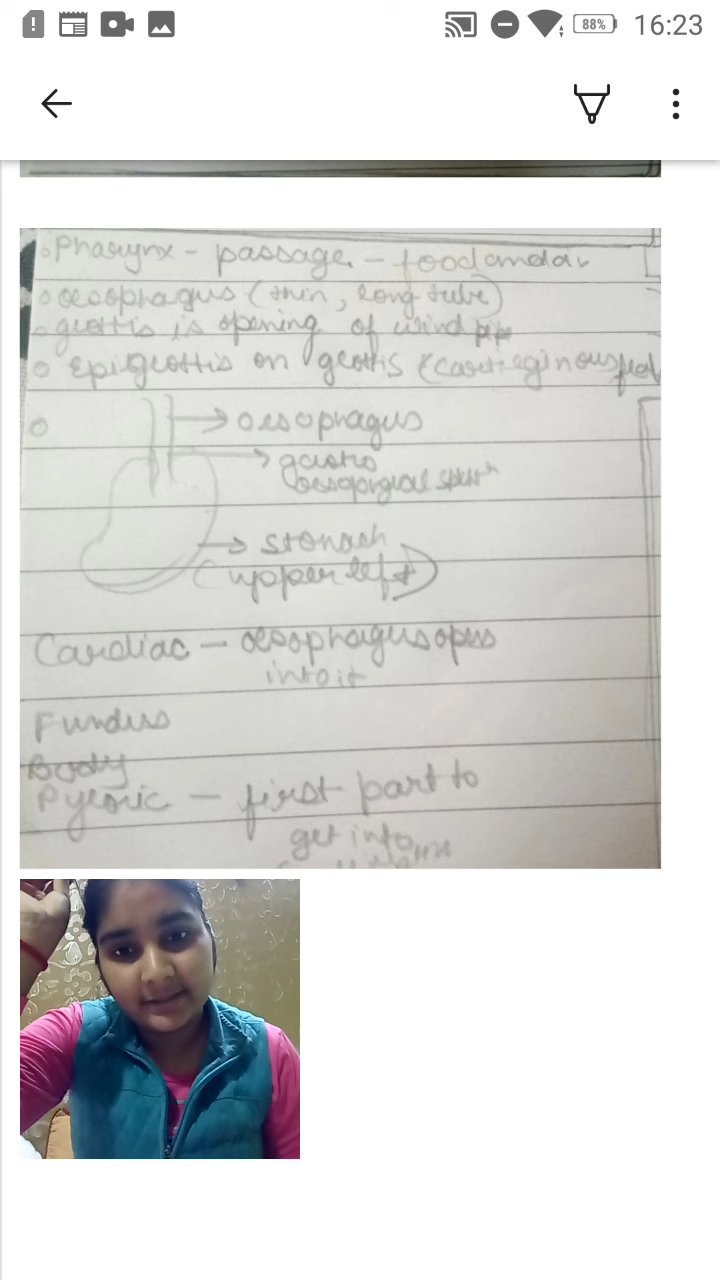 88% 16:23
Pharynx - passage - food and air
oesophagus (thin, long tube)
glottis is opening of wind pipe
Epiglottis on glottis (cartilaginous
→ oesophagus
→ gastro
→ stomach
(upper left)
Cardiac - oesophagus opens
into it
Fundus
Body
Pyloric - first part to
get into